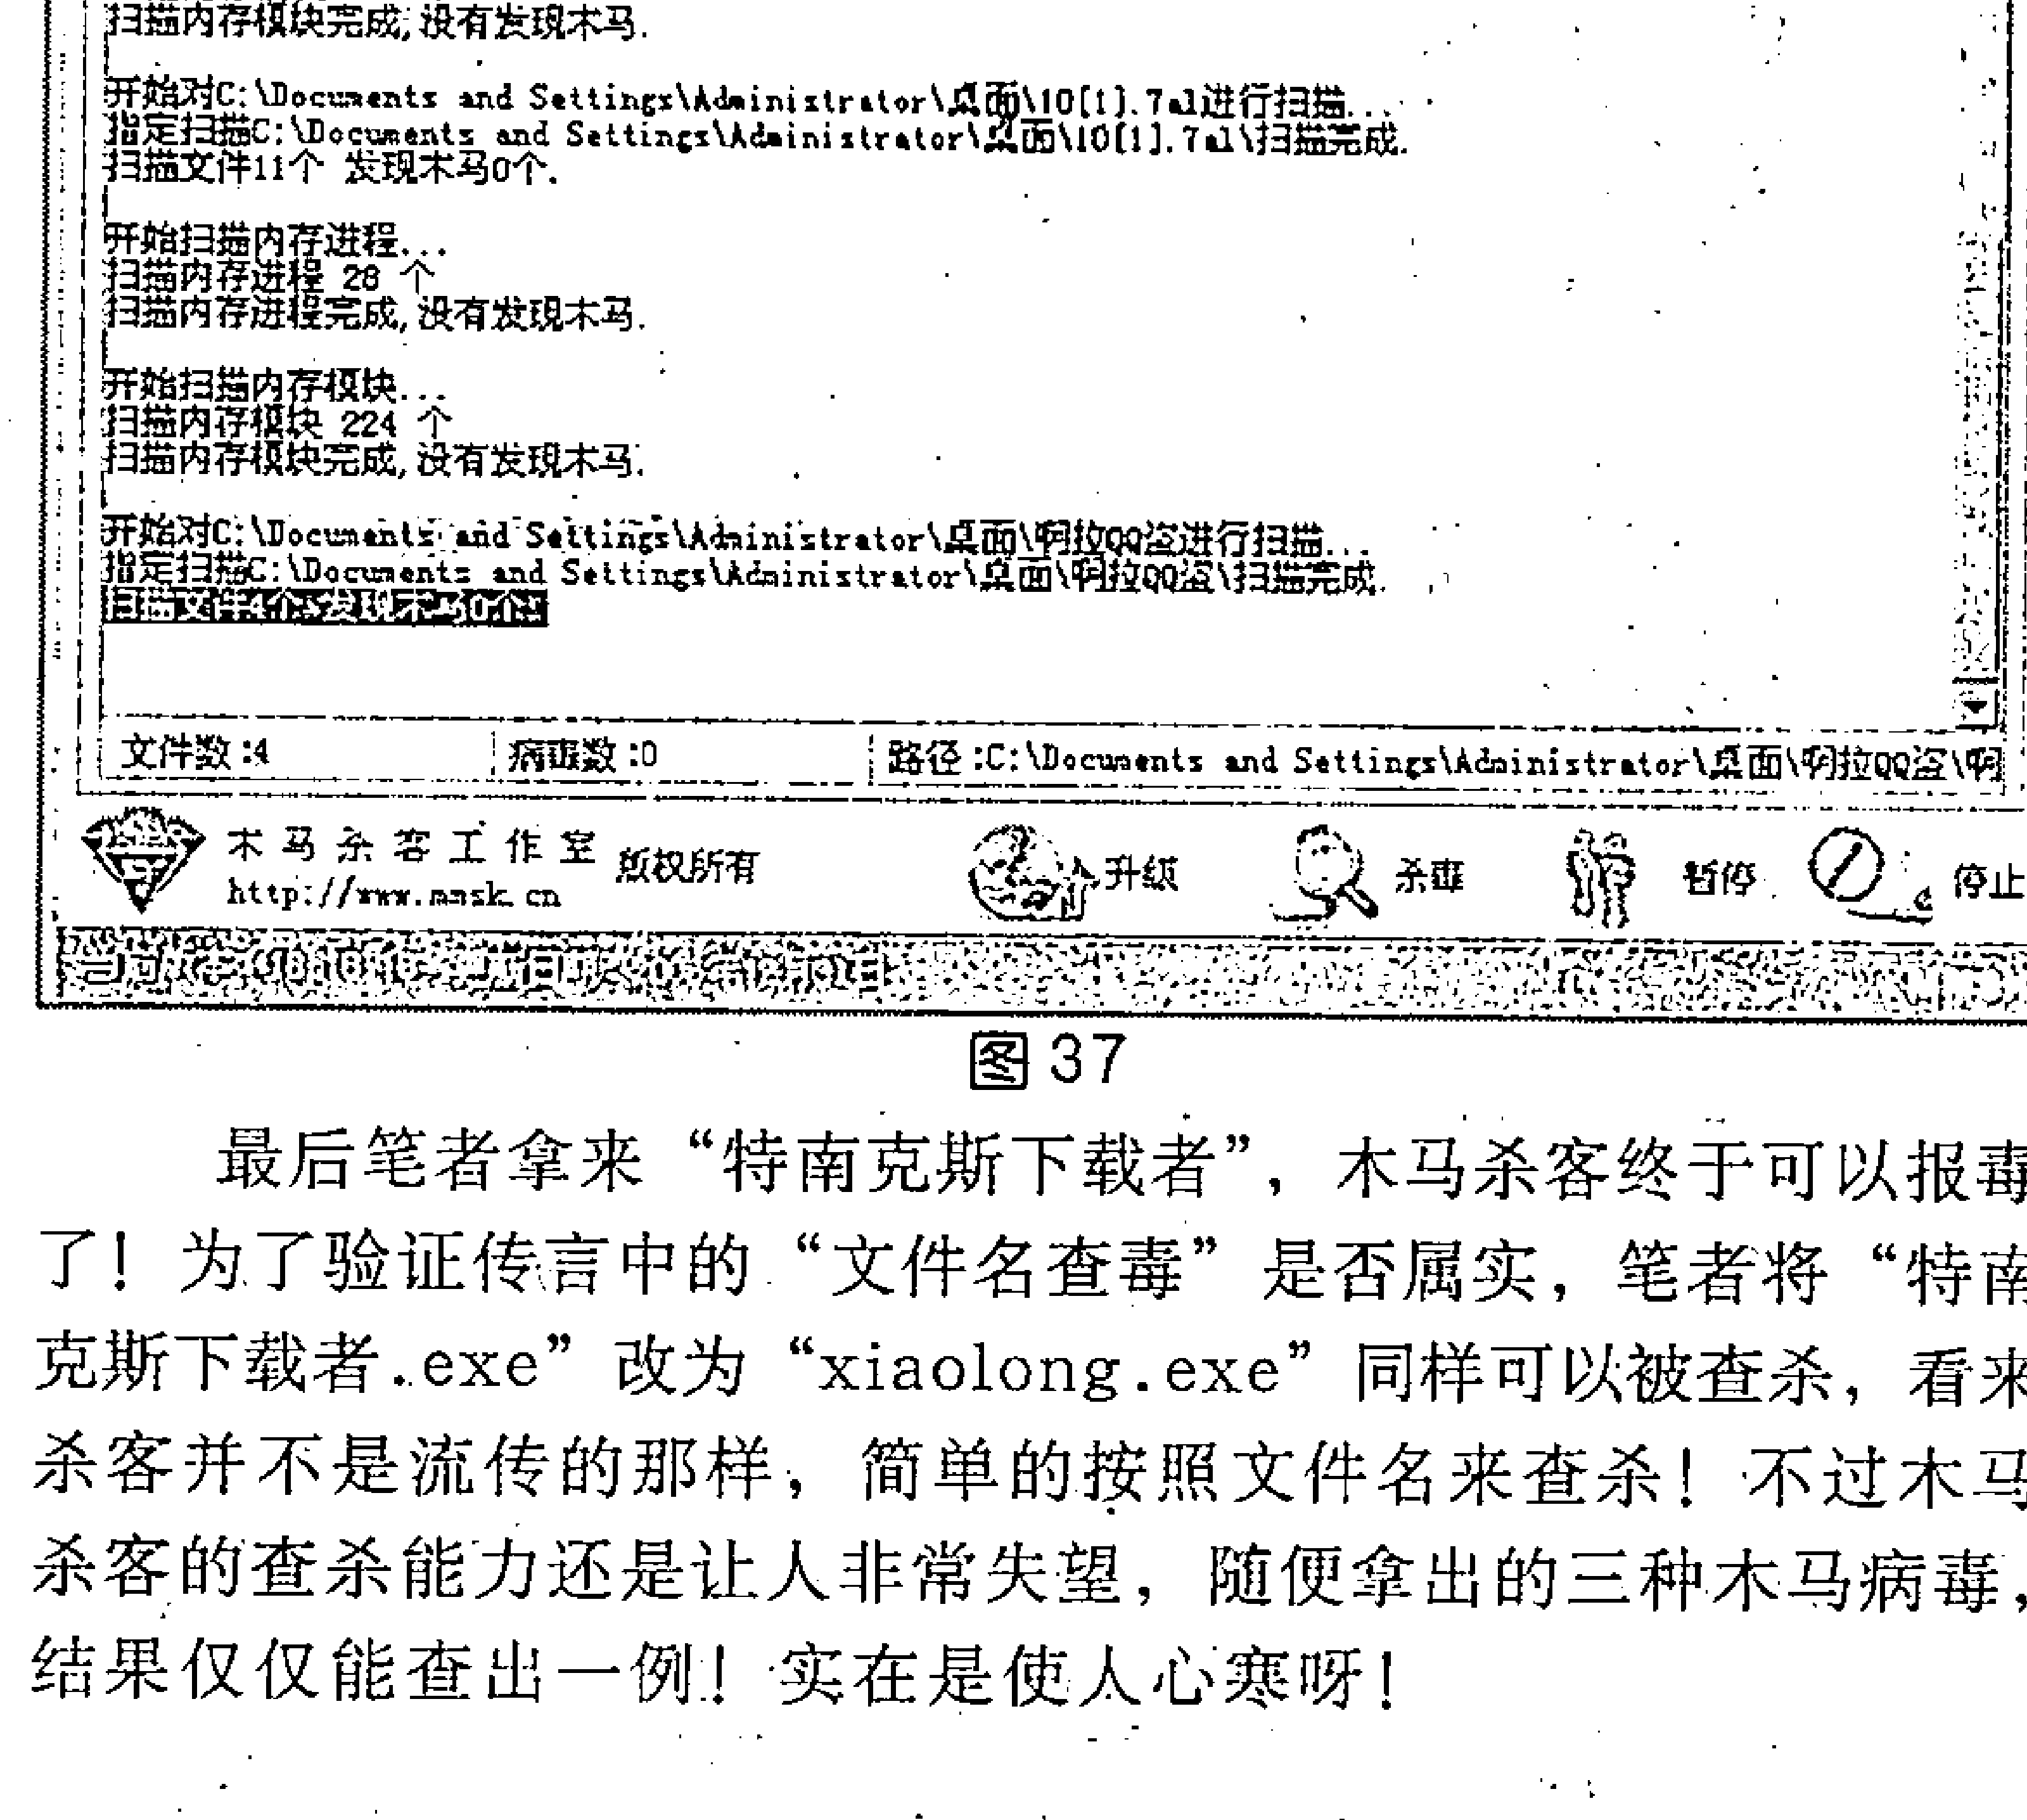 扫描内存模块完成,没有发现木马.
开始对C:\Documents and Settings\Administrator\桌面\10[1].7al进行扫描...
指定扫描C:\Documents and Settings\Administrator\桌面\10[1].7al\扫描完成.
扫描文件11个 发现木马0个.
开始扫描内存进程...
扫描内存进程 28 个
扫描内存进程完成,没有发现木马.
开始扫描内存模块...
扫描内存模块 224 个
扫描内存模块完成,没有发现木马.
开始对C:\Documents and Settings\Administrator\桌面\啊拉QQ盗进行扫描...
指定扫描C:\Documents and Settings\Administrator\桌面\啊拉QQ盗\扫描完成.
扫描文件4个 发现木马0个.
文件数:4 病毒数:0 路径:C:\Documents and Settings\Administrator\桌面\啊拉QQ盗\啊
木马杀客工作室 版权所有 升级 杀毒 暂停 停止
http://www.mmsk.cn
图 37
最后笔者拿来“特南克斯下载者”，木马杀客终于可以报毒
了！为了验证传言中的“文件名查毒”是否属实，笔者将“特南
克斯下载者.exe”改为“xiaolong.exe”同样可以被查杀，看来
杀客并不是流传的那样，简单的按照文件名来查杀！不过木马
杀客的查杀能力还是让人非常失望，随便拿出的三种木马病毒，
结果仅仅能查出一例！实在是使人心寒呀！